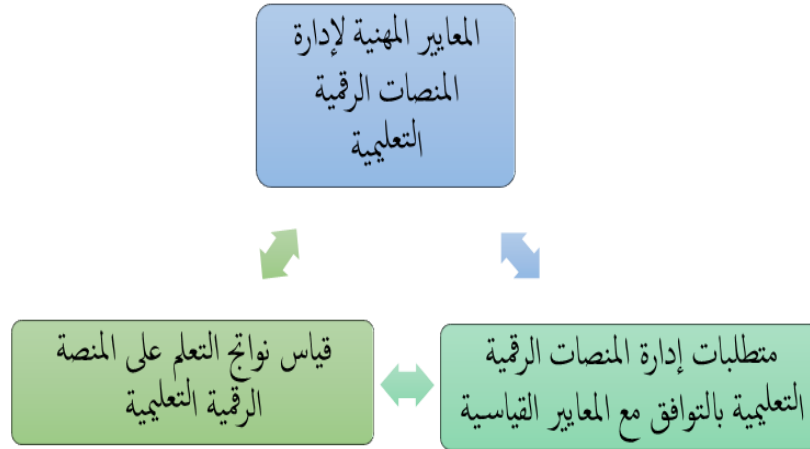 المعايير المهنية لإدارة
المنصات الرقمية
التعليمية
متطلبات إدارة المنصات الرقمية
التعليمية بالتوافق مع المعايير القياسية
قياس نواتج التعلم على المنصة
الرقمية التعليمية